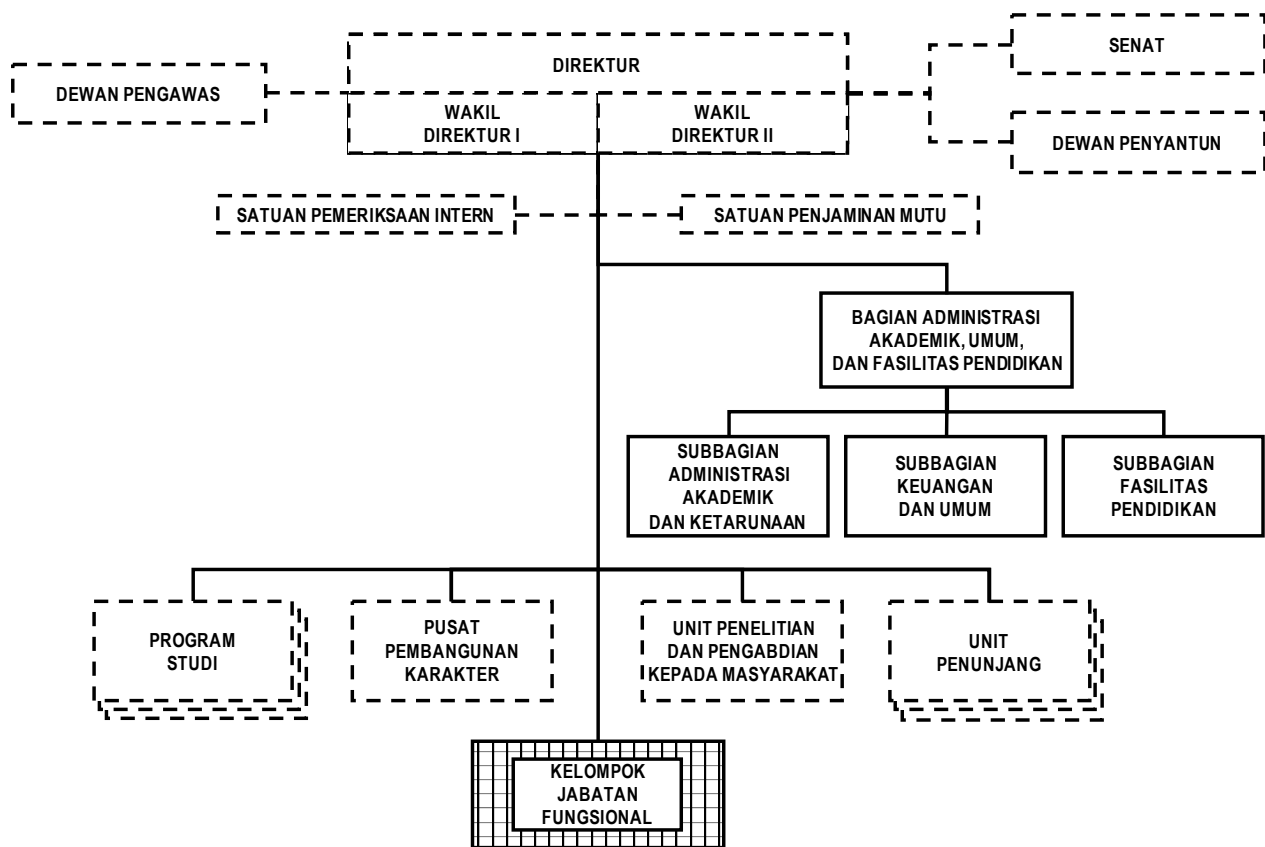 DIREKTUR
SENAT
DEWAN PENGAWAS
WAKIL
DIREKTUR I
WAKIL
DIREKTUR II
DEWAN PENYANTUN
SATUAN PEMERIKSAAN INTERN
SATUAN PENJAMINAN MUTU
BAGIAN ADMINISTRASI
AKADEMIK, UMUM,
DAN FASILITAS PENDIDIKAN
SUBBAGIAN
ADMINISTRASI
AKADEMIK
DAN KETARUNAAN
SUBBAGIAN
KEUANGAN
DAN UMUM
SUBBAGIAN
FASILITAS
PENDIDIKAN
PROGRAM
STUDI
PUSAT
PEMBANGUNAN
KARAKTER
UNIT PENELITIAN
DAN PENGABDIAN
KEPADA MASYARAKAT
UNIT
PENUNJANG
KELOMPOK
JABATAN
FUNGSIONAL